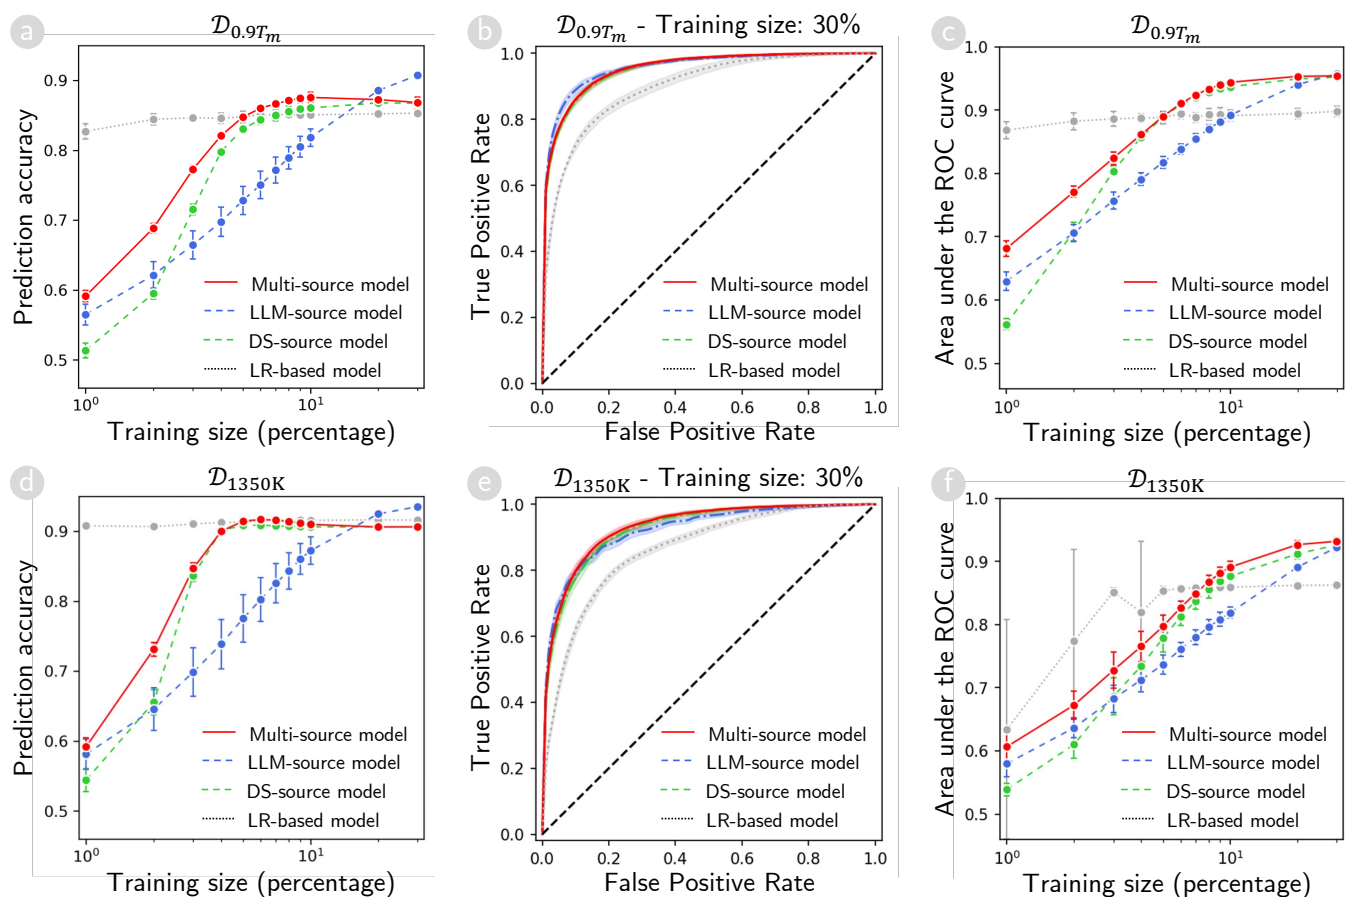 a
𝒟0.9Tm
Prediction accuracy
0.9
0.8
0.7
0.6
0.5
Multi-source model
LLM-source model
DS-source model
LR-based model
10⁰
10¹
Training size (percentage)
b
𝒟0.9Tm - Training size: 30%
True Positive Rate
1.0
0.8
0.6
0.4
0.2
0.0
Multi-source model
LLM-source model
DS-source model
LR-based model
0.0 0.2 0.4 0.6 0.8 1.0
False Positive Rate
c
𝒟0.9Tm
Area under the ROC curve
1.0
0.9
0.8
0.7
0.6
0.5
Multi-source model
LLM-source model
DS-source model
LR-based model
10⁰
10¹
Training size (percentage)
d
𝒟1350K
Prediction accuracy
0.9
0.8
0.7
0.6
0.5
Multi-source model
LLM-source model
DS-source model
LR-based model
10⁰
10¹
Training size (percentage)
e
𝒟1350K - Training size: 30%
True Positive Rate
1.0
0.8
0.6
0.4
0.2
0.0
Multi-source model
LLM-source model
DS-source model
LR-based model
0.0 0.2 0.4 0.6 0.8 1.0
False Positive Rate
f
𝒟1350K
Area under the ROC curve
1.0
0.9
0.8
0.7
0.6
0.5
Multi-source model
LLM-source model
DS-source model
LR-based model
10⁰
10¹
Training size (percentage)